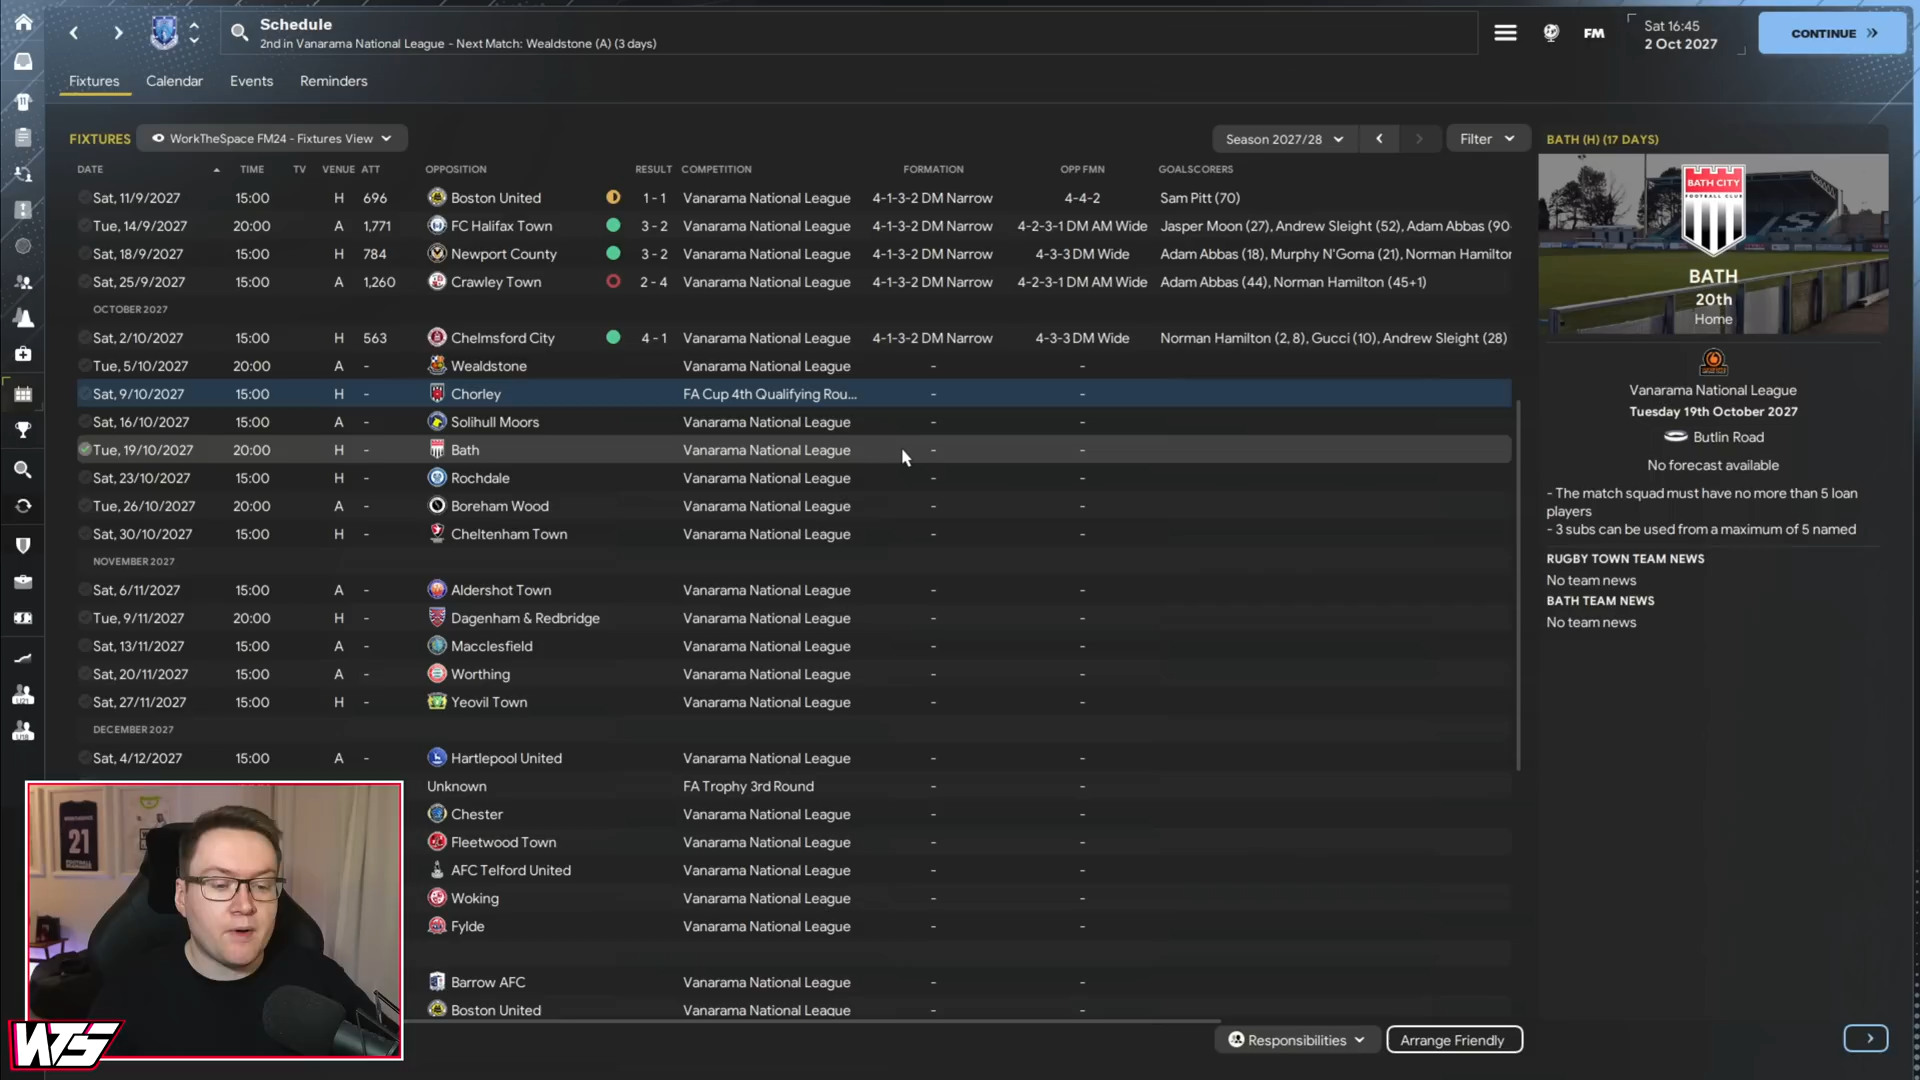 Schedule
2nd in Vanarama National League - Next Match: Wealdstone (A) (3 days)
FM
Sat 16:45
2 Oct 2027
CONTINUE
Fixtures Calendar Events Reminders
FIXTURES WorkTheSpace FM24 - Fixtures View Season 2027/28 Filter
DATE TIME TV VENUE ATT OPPOSITION RESULT COMPETITION FORMATION OPP FMN GOALSCORERS
Sat, 11/9/2027 15:00 H 696 Boston United 1 - 1 Vanarama National League 4-1-3-2 DM Narrow 4-4-2 Sam Pitt (70)
Tue, 14/9/2027 20:00 A 1,771 FC Halifax Town 3 - 2 Vanarama National League 4-1-3-2 DM Narrow 4-2-3-1 DM AM Wide Jasper Moon (27), Andrew Sleight (52), Adam Abbas (90
Sat, 18/9/2027 15:00 H 784 Newport County 3 - 2 Vanarama National League 4-1-3-2 DM Narrow 4-3-3 DM Wide Adam Abbas (18), Murphy N'Goma (21), Norman Hamilton
Sat, 25/9/2027 15:00 A 1,260 Crawley Town 2 - 4 Vanarama National League 4-1-3-2 DM Narrow 4-2-3-1 DM AM Wide Adam Abbas (44), Norman Hamilton (45+1)
OCTOBER 2027
Sat, 2/10/2027 15:00 H 563 Chelmsford City 4 - 1 Vanarama National League 4-1-3-2 DM Narrow 4-3-3 DM Wide Norman Hamilton (2, 8), Gucci (10), Andrew Sleight (28)
Tue, 5/10/2027 20:00 A - Wealdstone Vanarama National League - -
Sat, 9/10/2027 15:00 H - Chorley FA Cup 4th Qualifying Rou... - -
Sat, 16/10/2027 15:00 A - Solihull Moors Vanarama National League - -
Tue, 19/10/2027 20:00 H - Bath Vanarama National League - -
Sat, 23/10/2027 15:00 H - Rochdale Vanarama National League - -
Tue, 26/10/2027 20:00 A - Boreham Wood Vanarama National League - -
Sat, 30/10/2027 15:00 H - Cheltenham Town Vanarama National League - -
NOVEMBER 2027
Sat, 6/11/2027 15:00 A - Aldershot Town Vanarama National League - -
Tue, 9/11/2027 20:00 H - Dagenham & Redbridge Vanarama National League - -
Sat, 13/11/2027 15:00 A - Macclesfield Vanarama National League - -
Sat, 20/11/2027 15:00 A - Worthing Vanarama National League - -
Sat, 27/11/2027 15:00 H - Yeovil Town Vanarama National League - -
DECEMBER 2027
Sat, 4/12/2027 15:00 A - Hartlepool United Vanarama National League - -
Unknown FA Trophy 3rd Round - -
Chester Vanarama National League - -
Fleetwood Town Vanarama National League - -
AFC Telford United Vanarama National League - -
Woking Vanarama National League - -
Fylde Vanarama National League - -
Barrow AFC Vanarama National League - -
Boston United Vanarama National League - -
Responsibilities Arrange Friendly
BATH (H) (17 DAYS)
BATH CITY
FOOTBALL CLUB
BATH
20th
Home
Vanarama National League
Tuesday 19th October 2027
Butlin Road
No forecast available
- The match squad must have no more than 5 loan
players
- 3 subs can be used from a maximum of 5 named
RUGBY TOWN TEAM NEWS
No team news
BATH TEAM NEWS
No team news
U21
U18
21
WTS